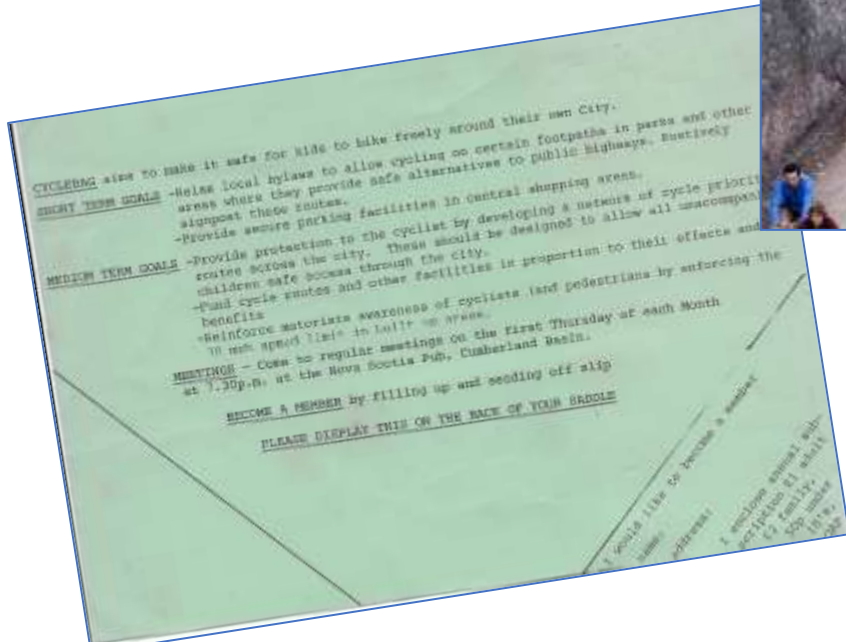 CYCLEBAG aims to make it safe for kids to bike freely around their own City.
SHORT TERM GOALS -Relax local bylaws to allow cycling on certain footpaths in parks and other
areas where they provide safe alternatives to public highways.
signpost these routes.
-Provide secure parking facilities in central shopping areas.
MEDIUM TERM GOALS -Provide protection to the cyclist by developing a network of cycle priorit
routes across the city. These should be designed to allow all unaccompani
children safe access through the city.
-Fund cycle routes and other facilities in proportion to their effects and
benefits
-Reinforce motorists awareness of cyclists (and pedestrians by enforcing the
30 mph speed limit in built up areas.
MEETINGS - Come to regular meetings on the first Thursday of each Month
at 7.30p.m. at the Nova Scotia Pub, Cumberland Basin.
BECOME A MEMBER by filling up and sending off slip
PLEASE DISPLAY THIS ON THE BACK OF YOUR SADDLE
I would like to become a member
name:
address:
I enclose annual sub-
scription £1 adult
£2 family,
50p under
18's,